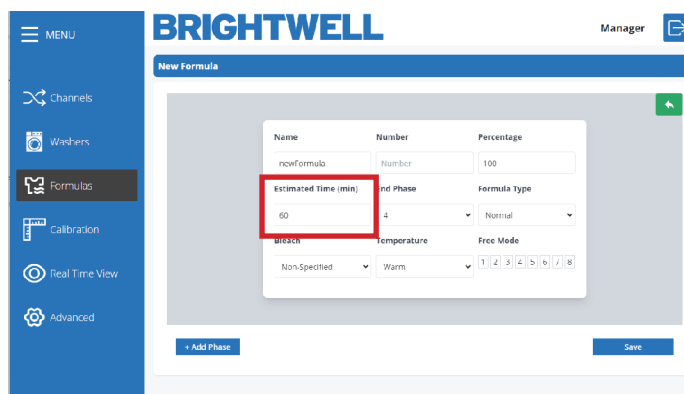 MENU
BRIGHTWELL
Manager
New Formula
Channels
Washers
Formulas
Calibration
Real Time View
Advanced
Name Number Percentage
newFormula Number 100
Estimated Time (min) End Phase Formula Type
60 4 Normal
Bleach Temperature Free Mode
Non-Specified Warm 1 2 3 4 5 6 7 8
+ Add Phase Save